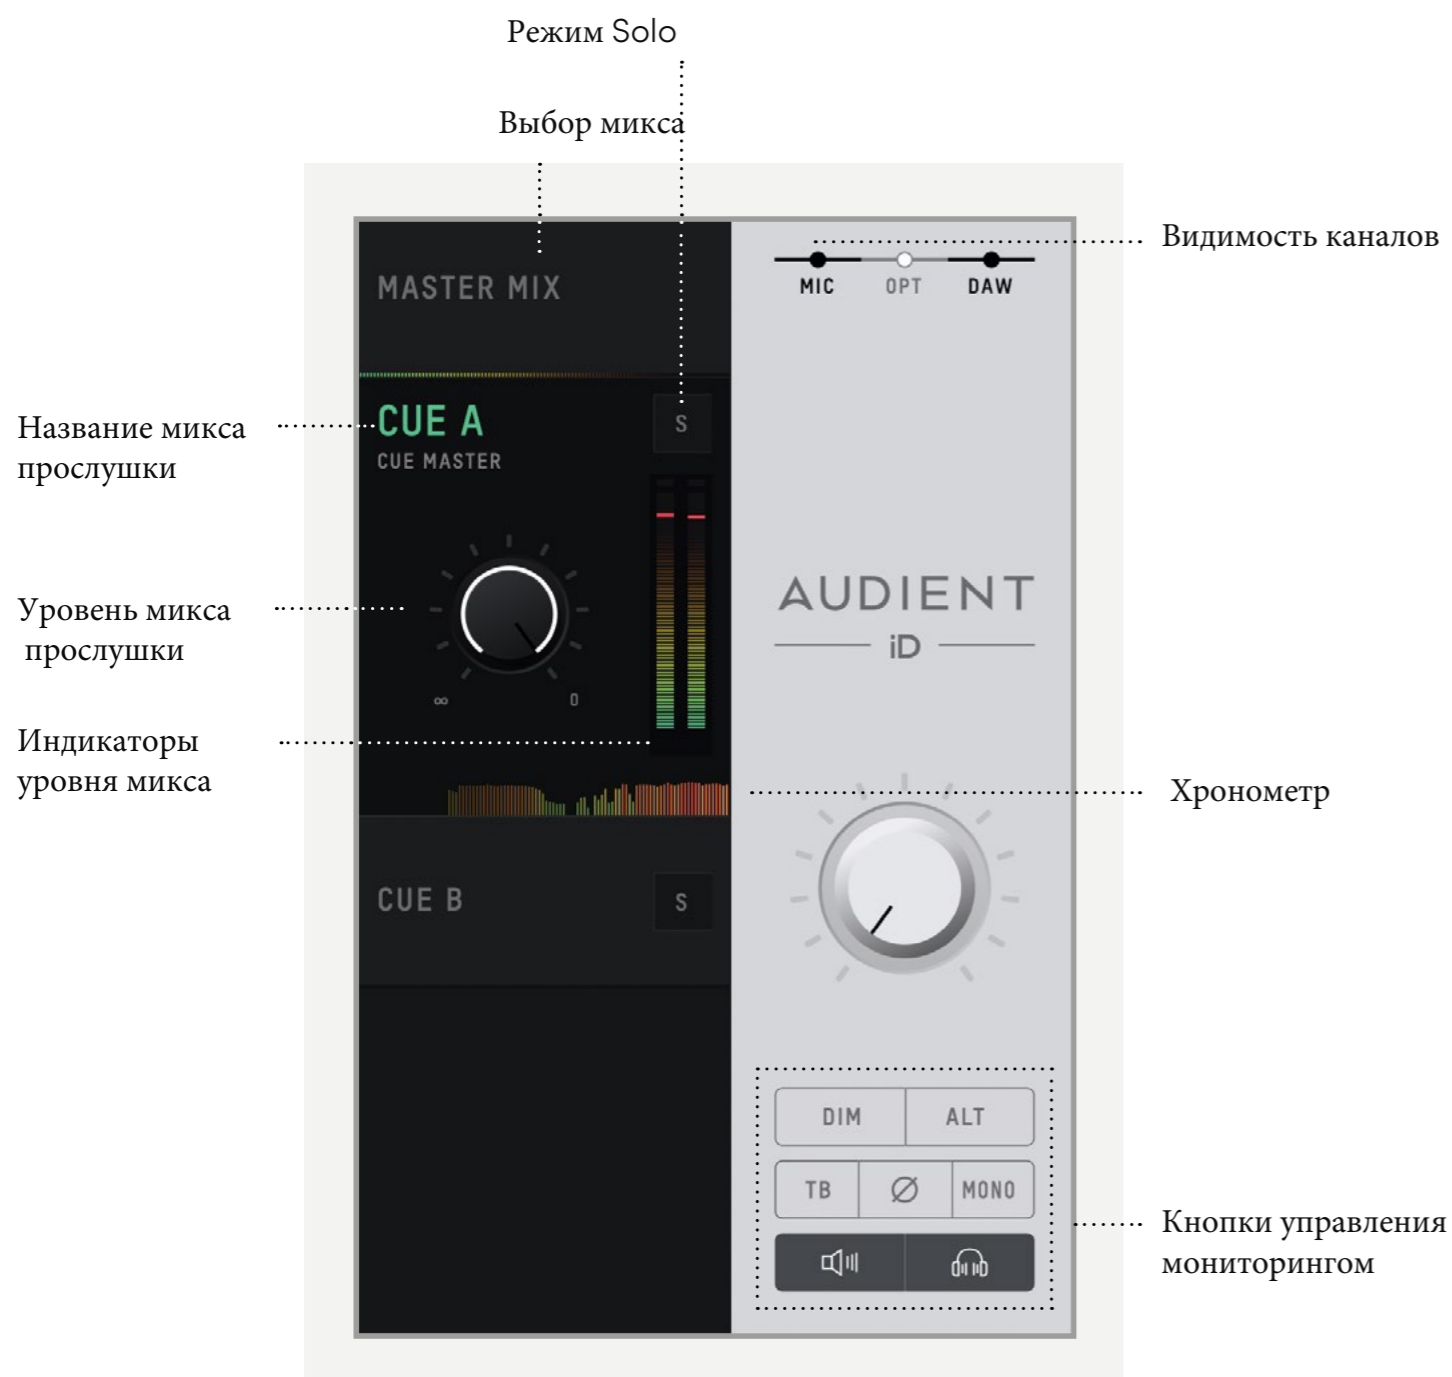 Режим Solo
Выбор микса
Видимость каналов
MASTER MIX
MIC OPT DAW
Название микса
прослушки
CUE A
S
CUE MASTER
AUDIENT
iD
Уровень микса
прослушки
∞ 0
Индикаторы
уровня микса
Хронометр
CUE B
S
DIM ALT
TB Ø MONO
Кнопки управления
мониторингом